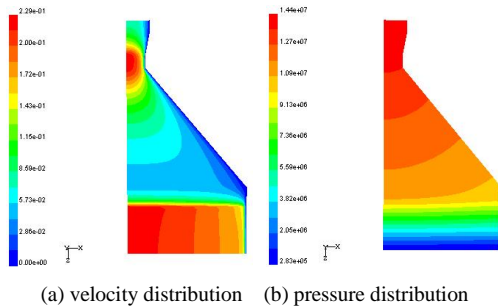 2.29e-01
2.00e-01
1.72e-01
1.43e-01
1.15e-01
8.59e-02
5.73e-02
2.86e-02
0.00e+00
Y X
Z
1.44e+07
1.27e+07
1.09e+07
9.13e+06
7.36e+06
5.59e+06
3.82e+06
2.05e+06
2.83e+05
Y X
Z
(a) velocity distribution (b) pressure distribution